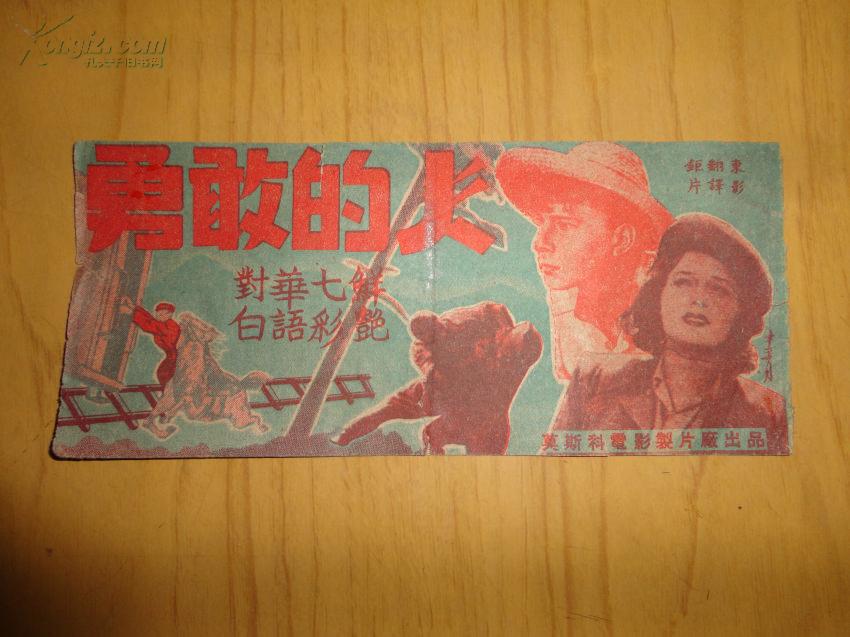 Kongfz.com
孔夫子旧书网
勇敢的人
東影
翻譯
鉅片
鮮艷
七彩
華語
對白
莫斯科電影製片廠出品